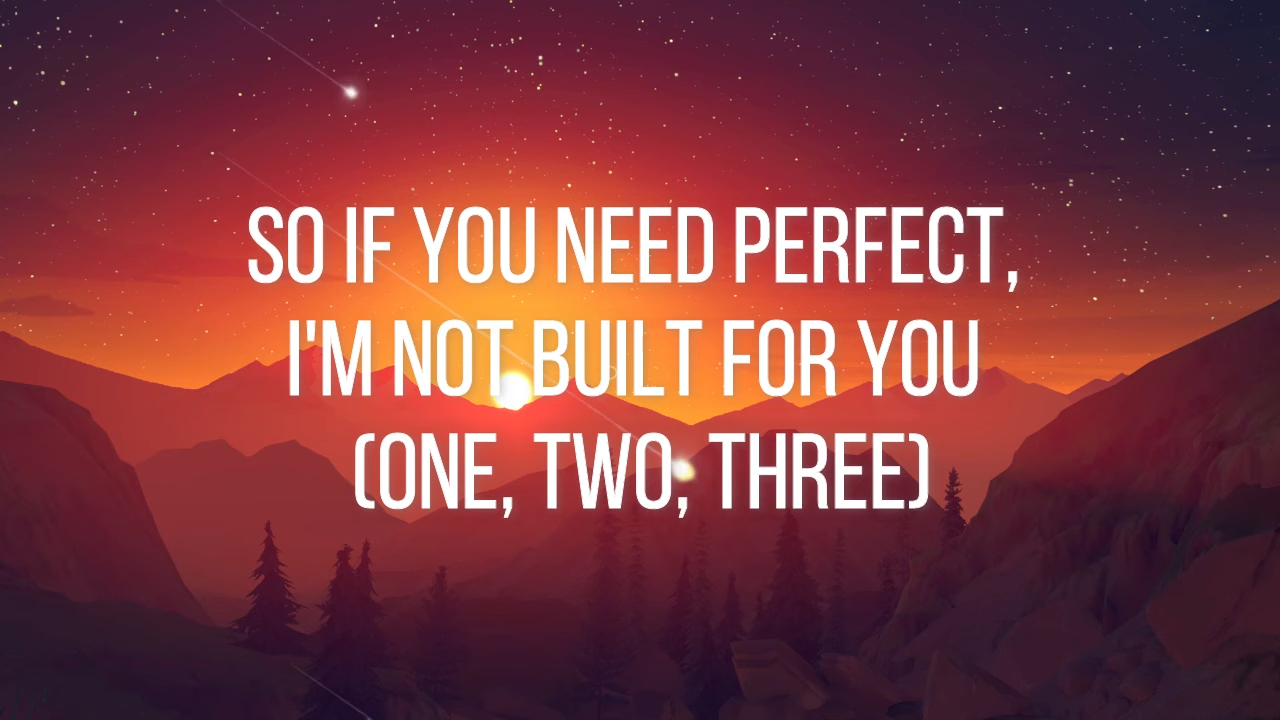 SO IF YOU NEED PERFECT,
I'M NOT BUILT FOR YOU
(ONE, TWO, THREE)